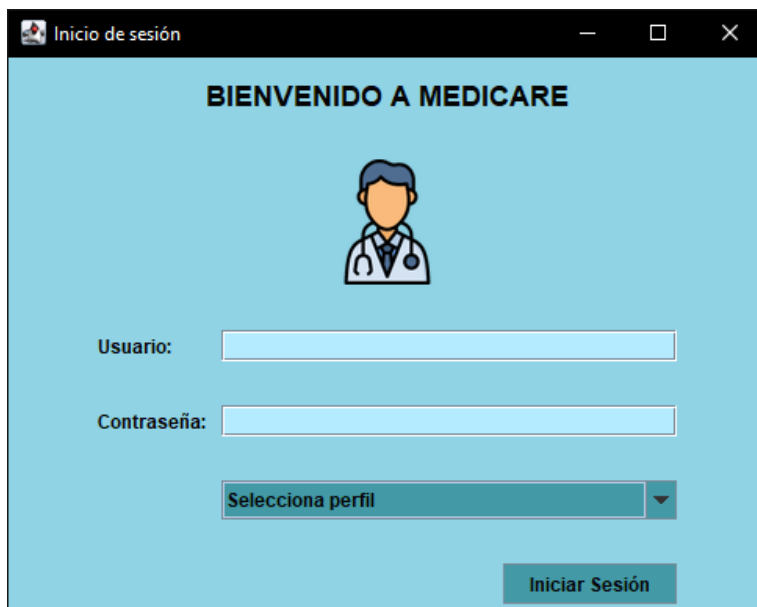 Inicio de sesión
BIENVENIDO A MEDICARE
Usuario:
Contraseña:
Selecciona perfil
Iniciar Sesión